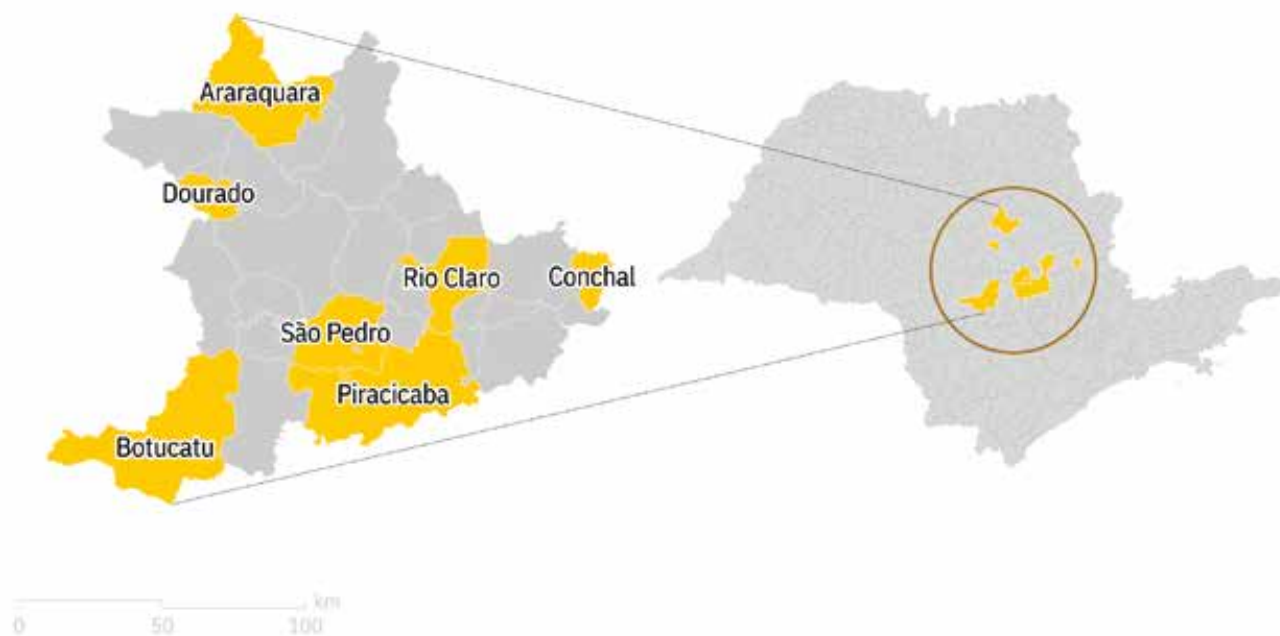 Araraquara
Dourado
Rio Claro
Conchal
São Pedro
Piracicaba
Botucatu
km
0 50 100